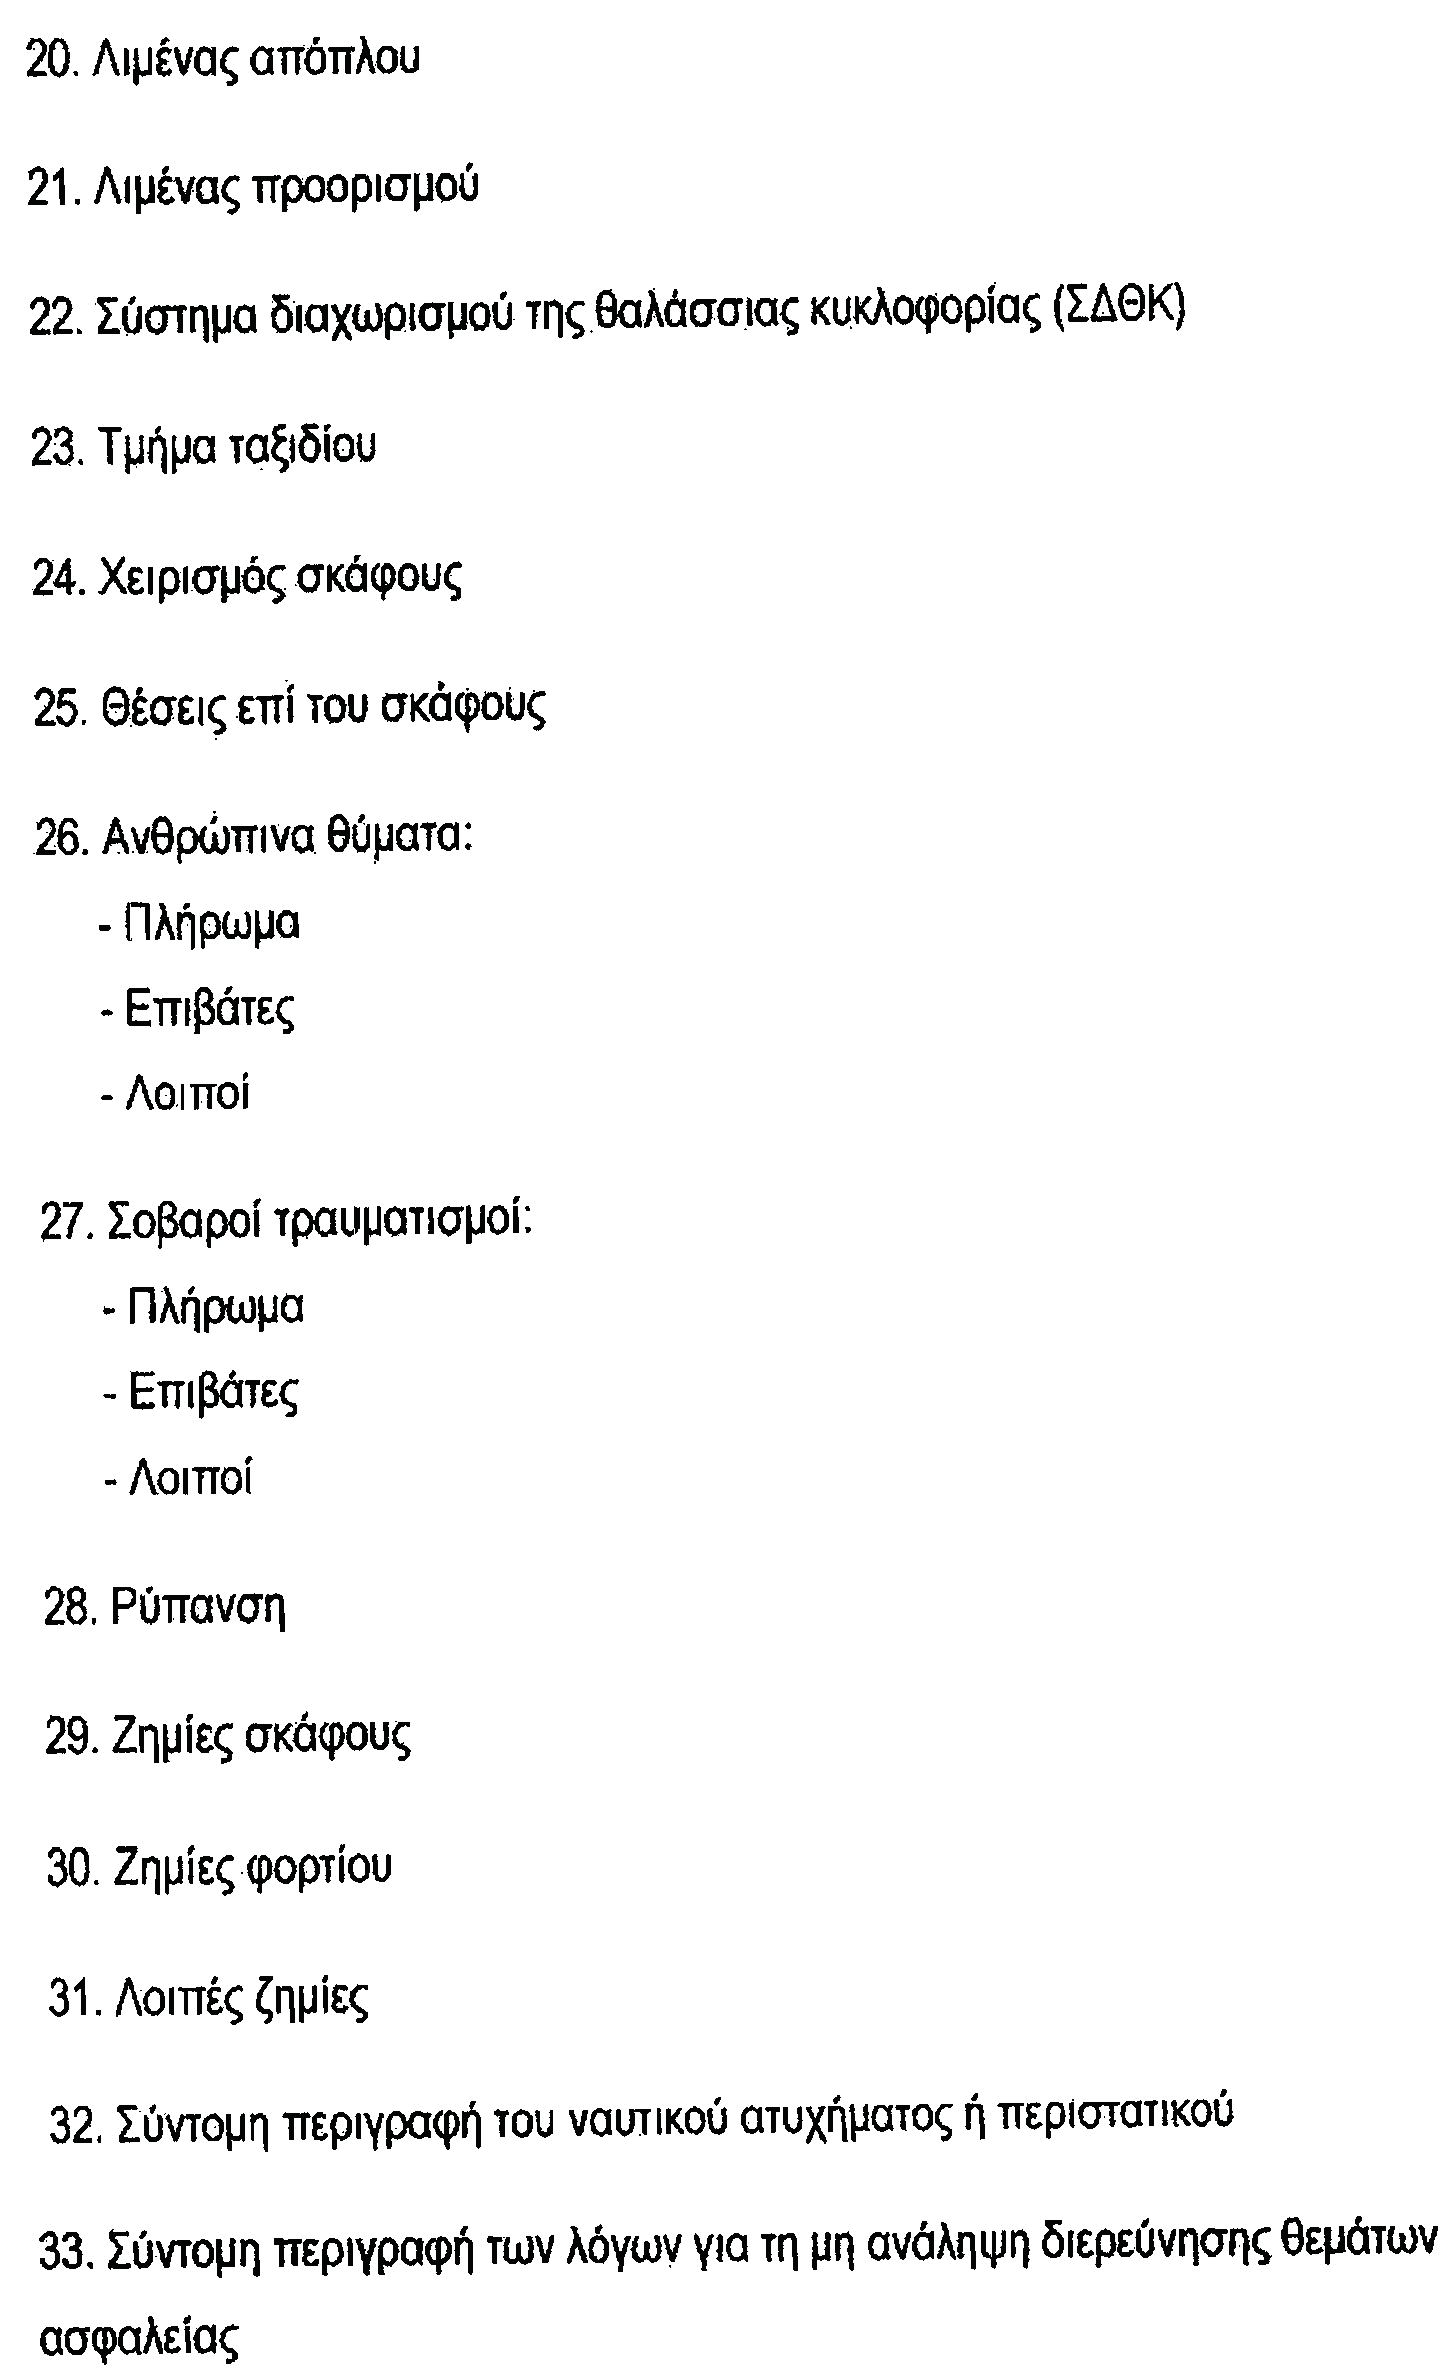 20. Λιμένας απόπλου
21. Λιμένας προορισμού
22. Σύστημα διαχωρισμού της θαλάσσιας κυκλοφορίας (ΣΔΘΚ)
23. Τμήμα ταξιδίου
24. Χειρισμός σκάφους
25. Θέσεις επί του σκάφους
26. Ανθρώπινα θύματα:
- Πλήρωμα
- Επιβάτες
- Λοιποί
27. Σοβαροί τραυματισμοί:
- Πλήρωμα
- Επιβάτες
- Λοιποί
28. Ρύπανση
29. Ζημίες σκάφους
30. Ζημίες φορτίου
31. Λοιπές ζημίες
32. Σύντομη περιγραφή του ναυτικού ατυχήματος ή περιστατικού
33. Σύντομη περιγραφή των λόγων για τη μη ανάληψη διερεύνησης θεμάτων
ασφαλείας